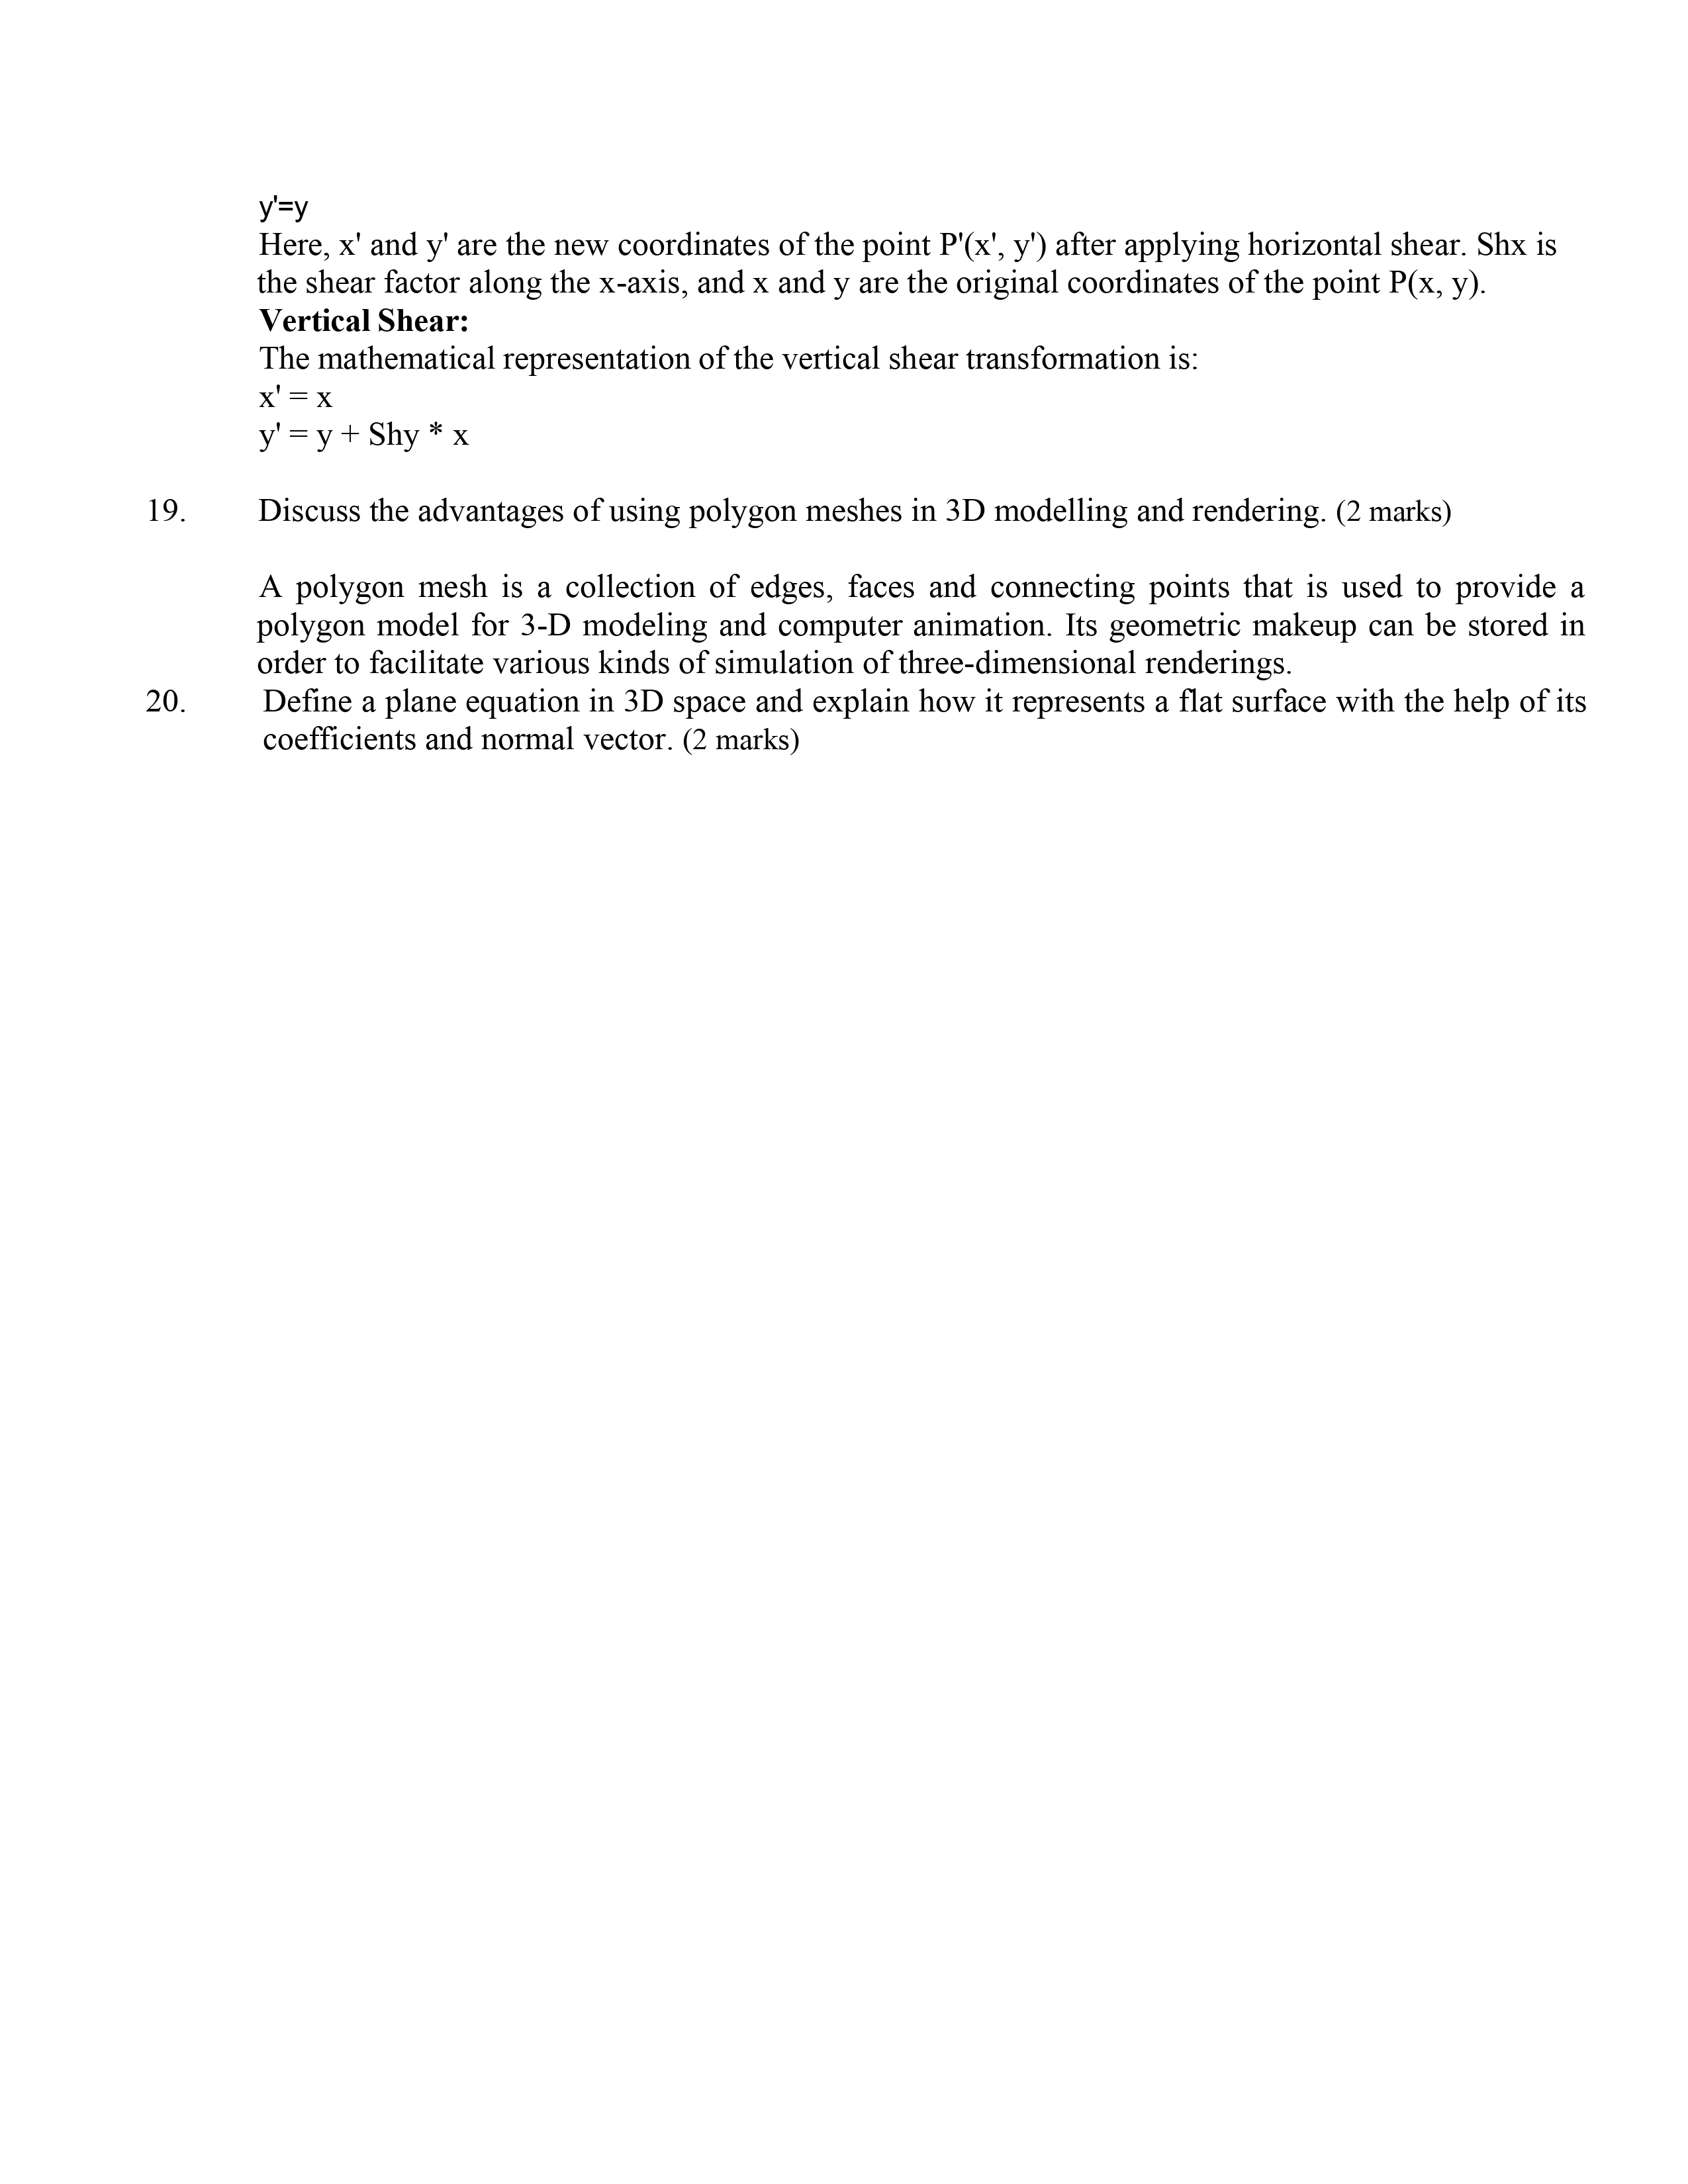 y'=y
Here, x' and y' are the new coordinates of the point P'(x', y') after applying horizontal shear. Shx is
the shear factor along the x-axis, and x and y are the original coordinates of the point P(x, y).
Vertical Shear:
The mathematical representation of the vertical shear transformation is:
x' = x
y' = y + Shy * x
19. Discuss the advantages of using polygon meshes in 3D modelling and rendering. (2 marks)
A polygon mesh is a collection of edges, faces and connecting points that is used to provide a
polygon model for 3-D modeling and computer animation. Its geometric makeup can be stored in
order to facilitate various kinds of simulation of three-dimensional renderings.
20. Define a plane equation in 3D space and explain how it represents a flat surface with the help of its
coefficients and normal vector. (2 marks)